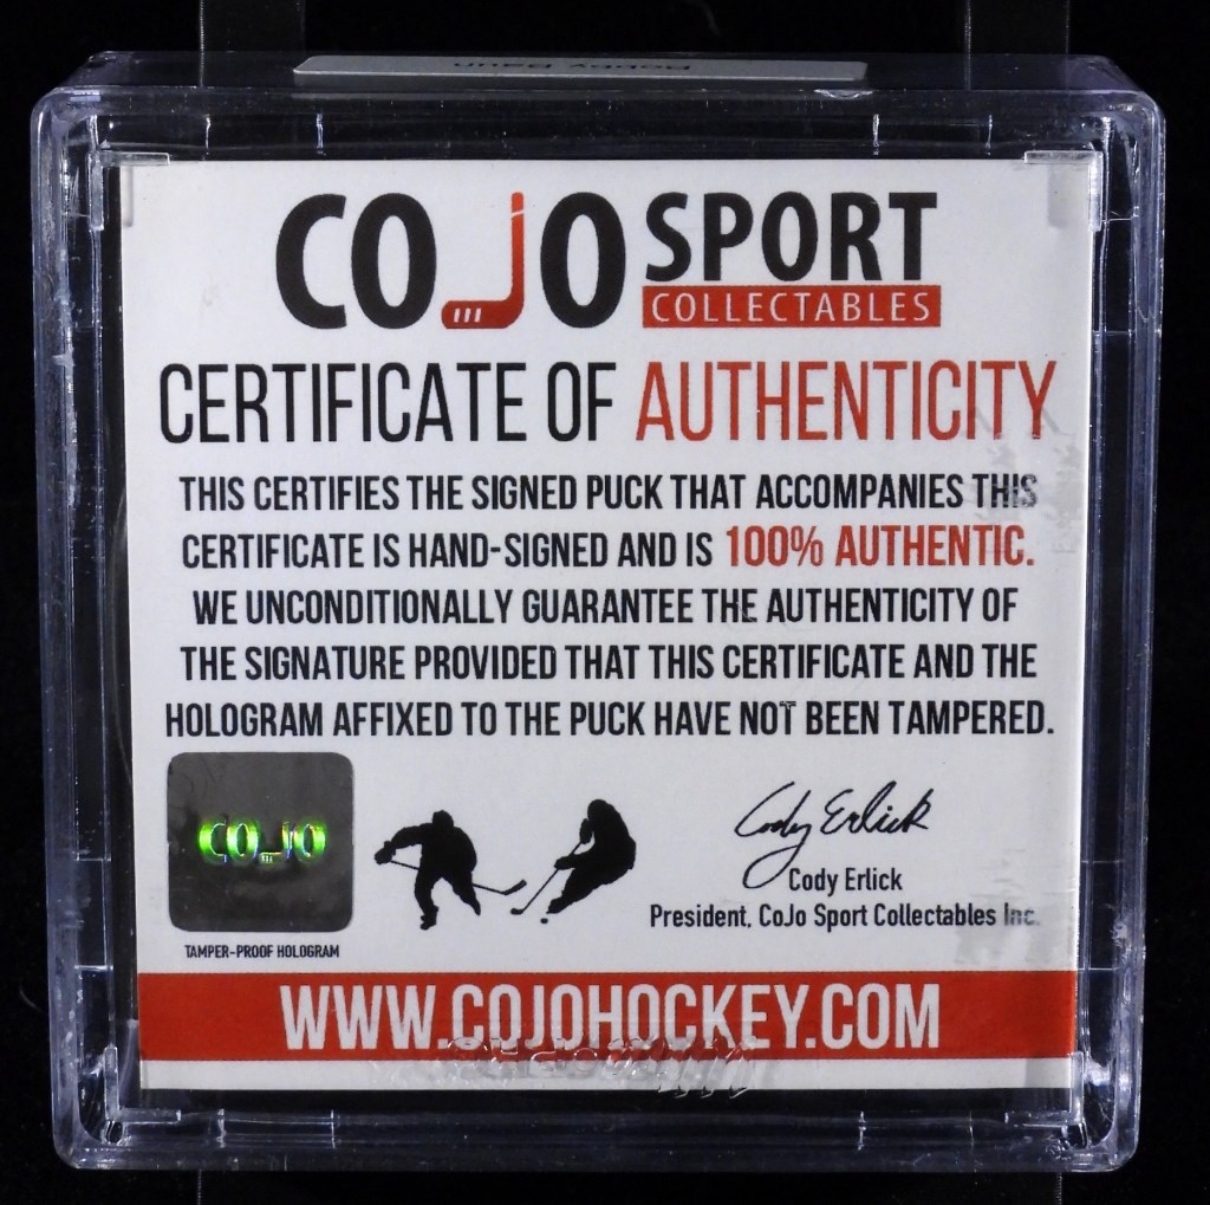 COJO SPORT
COLLECTABLES
CERTIFICATE OF AUTHENTICITY
THIS CERTIFIES THE SIGNED PUCK THAT ACCOMPANIES THIS
CERTIFICATE IS HAND-SIGNED AND IS 100% AUTHENTIC.
WE UNCONDITIONALLY GUARANTEE THE AUTHENTICITY OF
THE SIGNATURE PROVIDED THAT THIS CERTIFICATE AND THE
HOLOGRAM AFFIXED TO THE PUCK HAVE NOT BEEN TAMPERED.
COJO
TAMPER-PROOF HOLOGRAM
Cody Erlick
Cody Erlick
President, CoJo Sport Collectables Inc.
WWW.COJOHOCKEY.COM